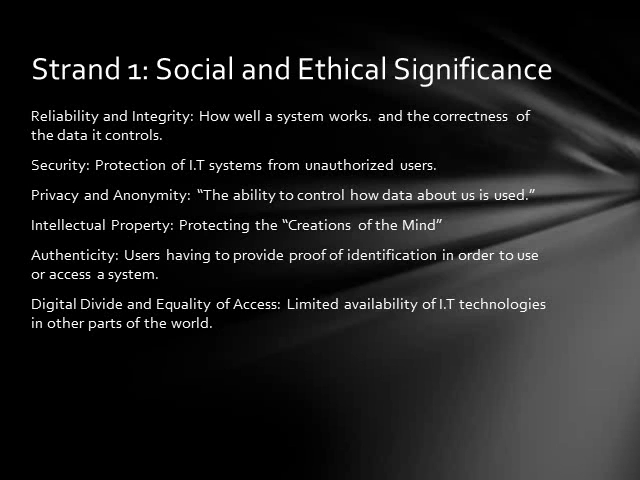 Strand 1: Social and Ethical Significance
Reliability and Integrity: How well a system works. and the correctness of
the data it controls.
Security: Protection of I.T systems from unauthorized users.
Privacy and Anonymity: “The ability to control how data about us is used.”
Intellectual Property: Protecting the “Creations of the Mind”
Authenticity: Users having to provide proof of identification in order to use
or access a system.
Digital Divide and Equality of Access: Limited availability of I.T technologies
in other parts of the world.